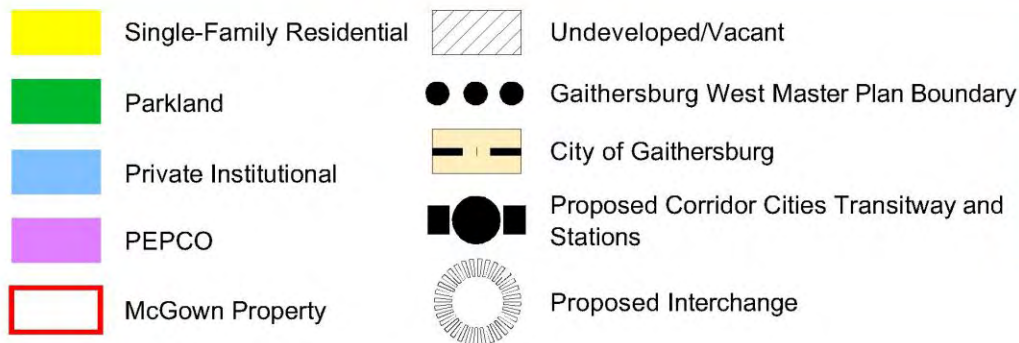 Single-Family Residential
Parkland
Private Institutional
PEPCO
McGown Property
Undeveloped/Vacant
Gaithersburg West Master Plan Boundary
City of Gaithersburg
Proposed Corridor Cities Transitway and
Stations
Proposed Interchange